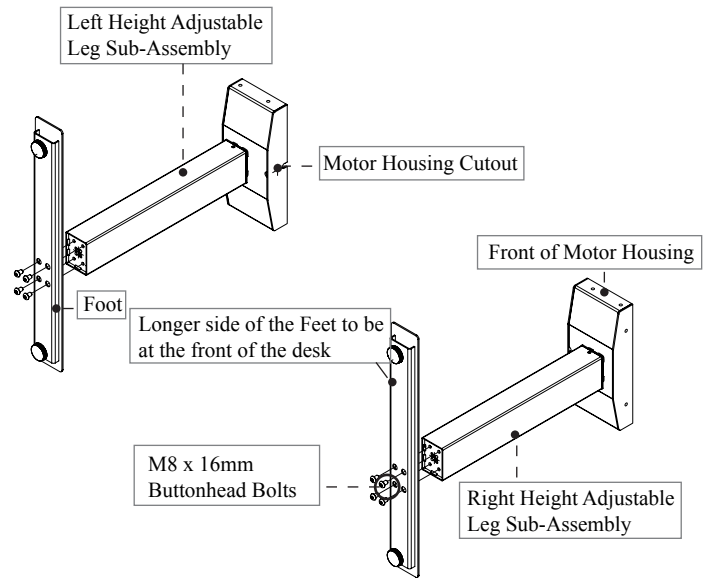 Left Height Adjustable
Leg Sub-Assembly
Motor Housing Cutout
Front of Motor Housing
Foot
Longer side of the Feet to be
at the front of the desk
M8 x 16mm
Buttonhead Bolts
Right Height Adjustable
Leg Sub-Assembly